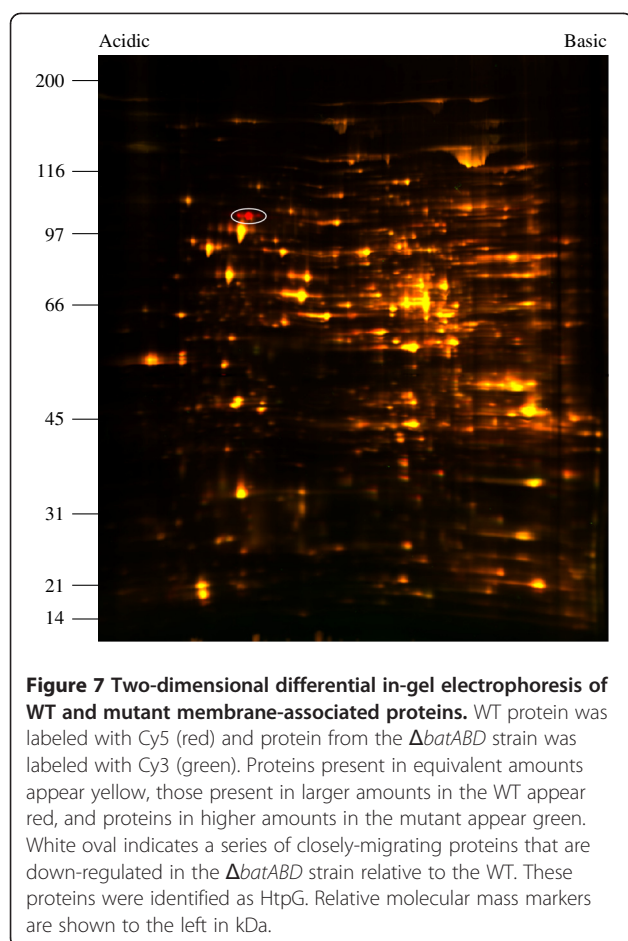 Acidic Basic
200
116
97
66
45
31
21
14
Figure 7 Two-dimensional differential in-gel electrophoresis of
WT and mutant membrane-associated proteins. WT protein was
labeled with Cy5 (red) and protein from the ΔbatABD strain was
labeled with Cy3 (green). Proteins present in equivalent amounts
appear yellow, those present in larger amounts in the WT appear
red, and proteins in higher amounts in the mutant appear green.
White oval indicates a series of closely-migrating proteins that are
down-regulated in the ΔbatABD strain relative to the WT. These
proteins were identified as HtpG. Relative molecular mass markers
are shown to the left in kDa.